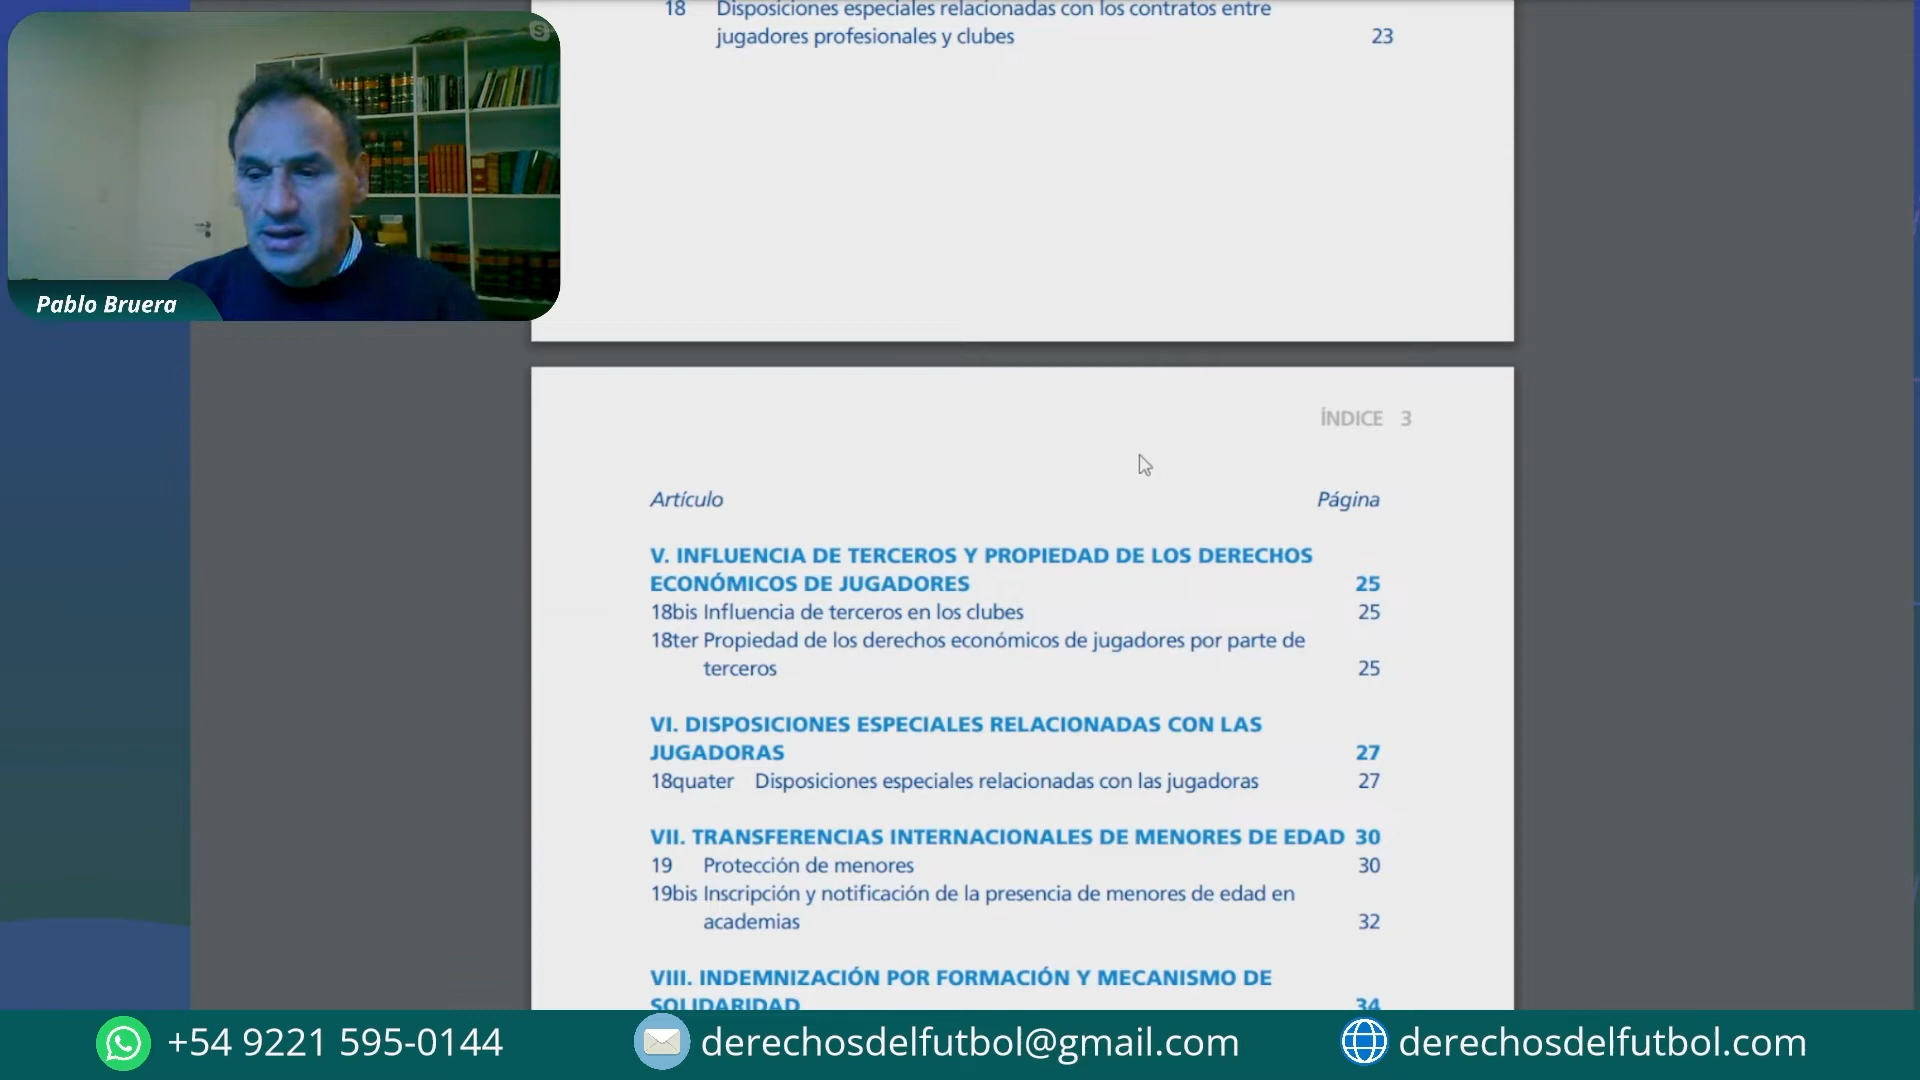 18 Disposiciones especiales relacionadas con los contratos entre
jugadores profesionales y clubes 23
Pablo Bruera
ÍNDICE 3
Artículo Página
V. INFLUENCIA DE TERCEROS Y PROPIEDAD DE LOS DERECHOS
ECONÓMICOS DE JUGADORES 25
18bis Influencia de terceros en los clubes 25
18ter Propiedad de los derechos económicos de jugadores por parte de
terceros 25
VI. DISPOSICIONES ESPECIALES RELACIONADAS CON LAS
JUGADORAS 27
18quater Disposiciones especiales relacionadas con las jugadoras 27
VII. TRANSFERENCIAS INTERNACIONALES DE MENORES DE EDAD 30
19 Protección de menores 30
19bis Inscripción y notificación de la presencia de menores de edad en
academias 32
VIII. INDEMNIZACIÓN POR FORMACIÓN Y MECANISMO DE
SOLIDARIDAD 34
+54 9221 595-0144
derechosdelfutbol@gmail.com
derechosdelfutbol.com